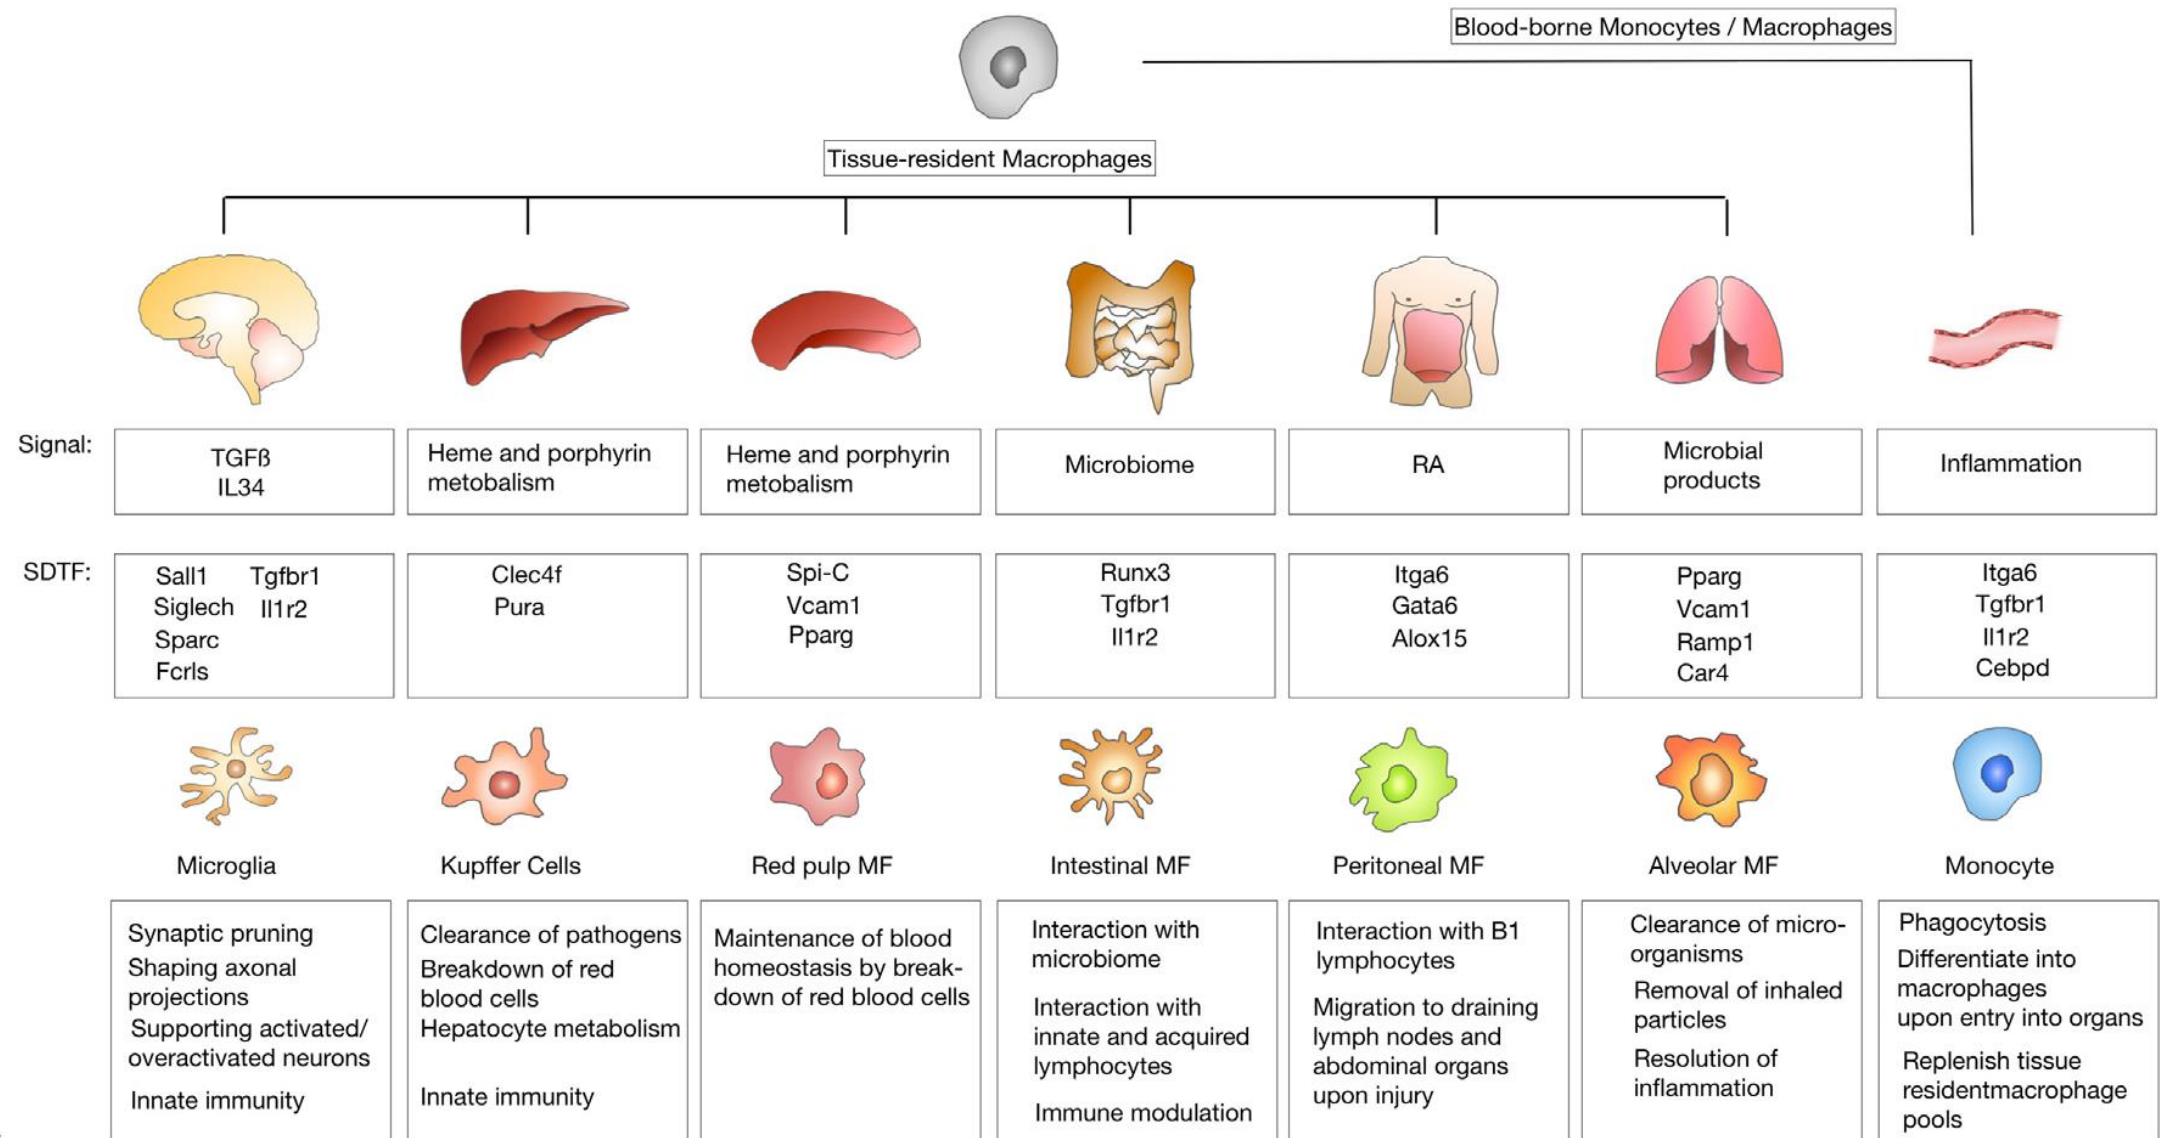 Blood-borne Monocytes / Macrophages
Tissue-resident Macrophages
Signal:
TGFß
IL34
Heme and porphyrin
metobalism
Heme and porphyrin
metobalism
Microbiome
RA
Microbial
products
Inflammation
SDTF:
Sall1 Tgfbr1
Siglech Il1r2
Sparc
Fcrls
Clec4f
Pura
Spi-C
Vcam1
Pparg
Runx3
Tgfbr1
Il1r2
Itga6
Gata6
Alox15
Pparg
Vcam1
Ramp1
Car4
Itga6
Tgfbr1
Il1r2
Cebpd
Microglia
Kupffer Cells
Red pulp MF
Intestinal MF
Peritoneal MF
Alveolar MF
Monocyte
Synaptic pruning
Shaping axonal
projections
Supporting activated/
overactivated neurons
Innate immunity
Clearance of pathogens
Breakdown of red
blood cells
Hepatocyte metabolism
Innate immunity
Maintenance of blood
homeostasis by break-
down of red blood cells
Interaction with
microbiome
Interaction with
innate and acquired
lymphocytes
Immune modulation
Interaction with B1
lymphocytes
Migration to draining
lymph nodes and
abdominal organs
upon injury
Clearance of micro-
organisms
Removal of inhaled
particles
Resolution of
inflammation
Phagocytosis
Differentiate into
macrophages
upon entry into organs
Replenish tissue
residentmacrophage
pools